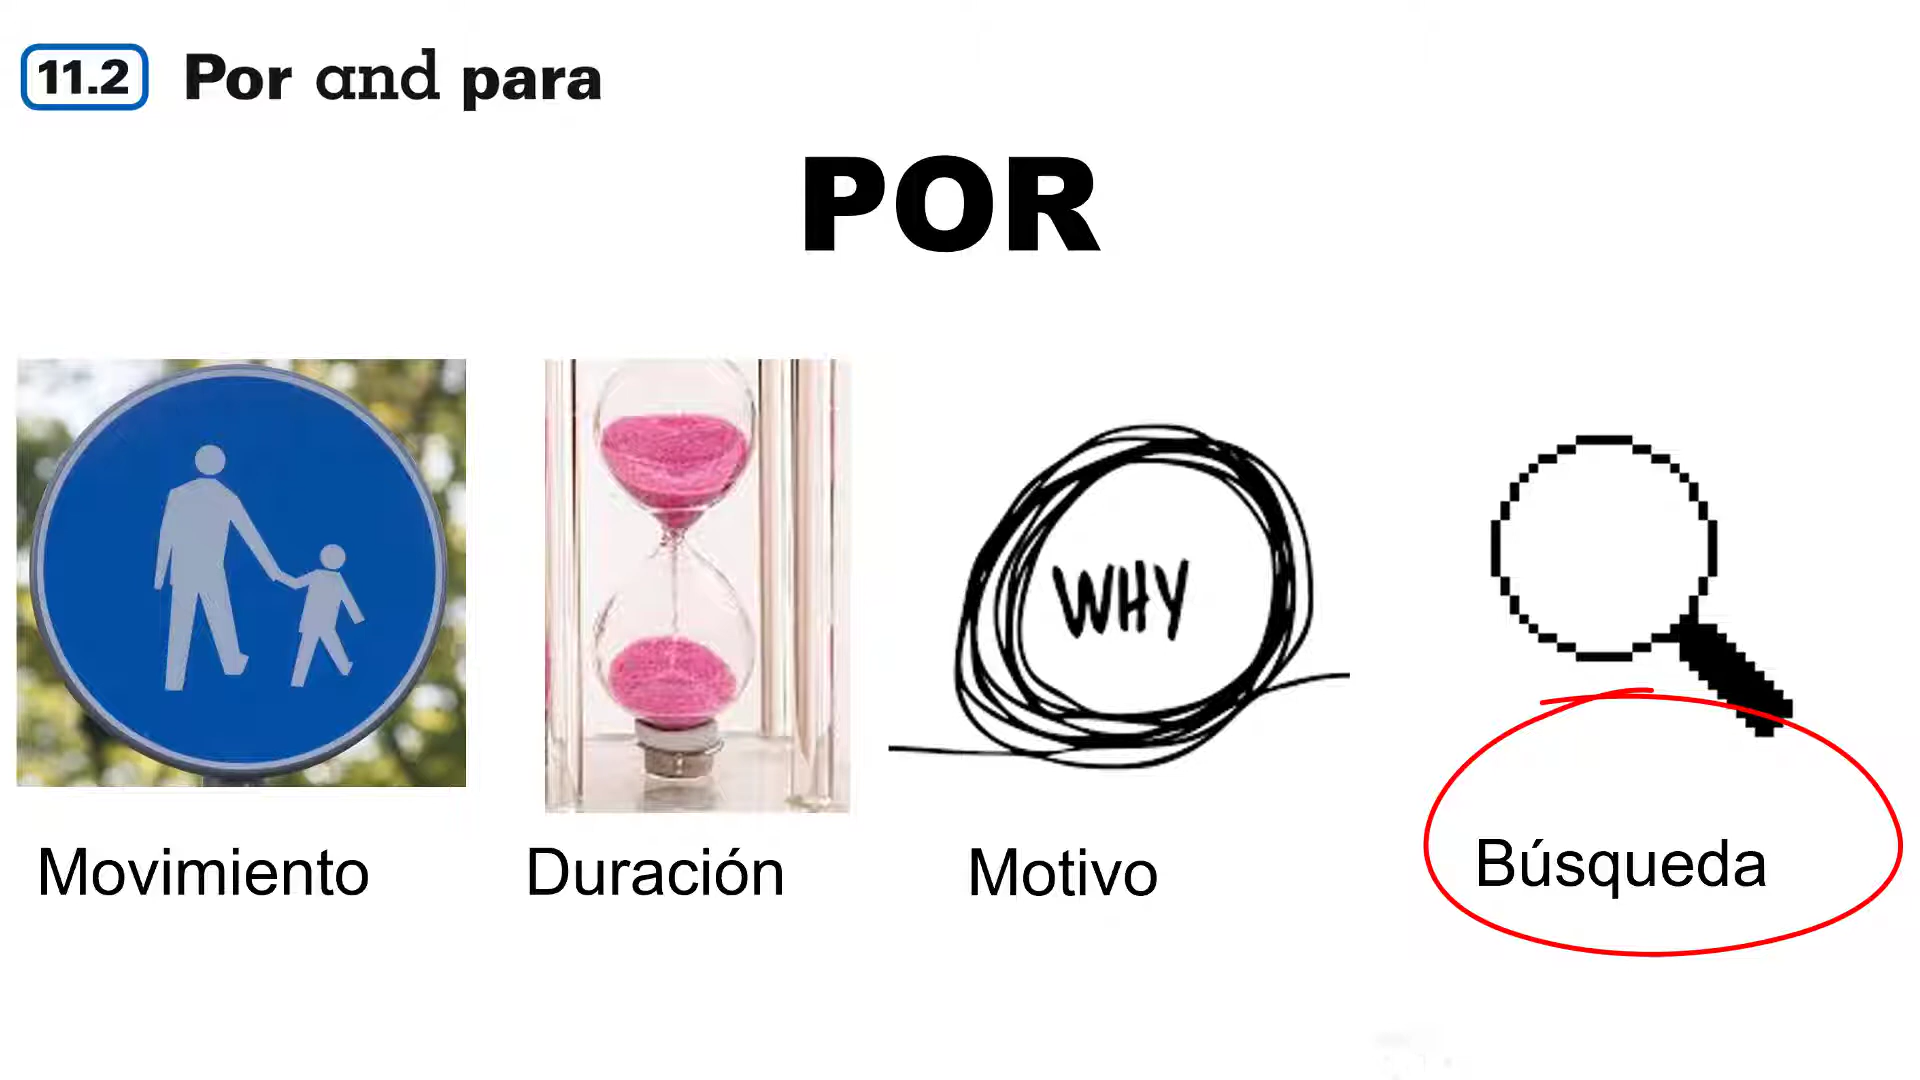 11.2 Por and para
POR
WHY
Movimiento
Duración
Motivo
Búsqueda